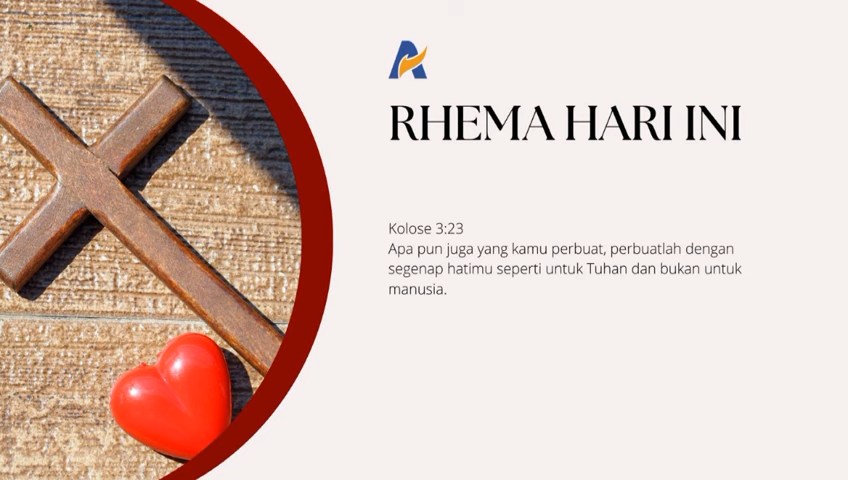 RHEMA HARI INI
Kolose 3:23
Apa pun juga yang kamu perbuat, perbuatlah dengan
segenap hatimu seperti untuk Tuhan dan bukan untuk
manusia.